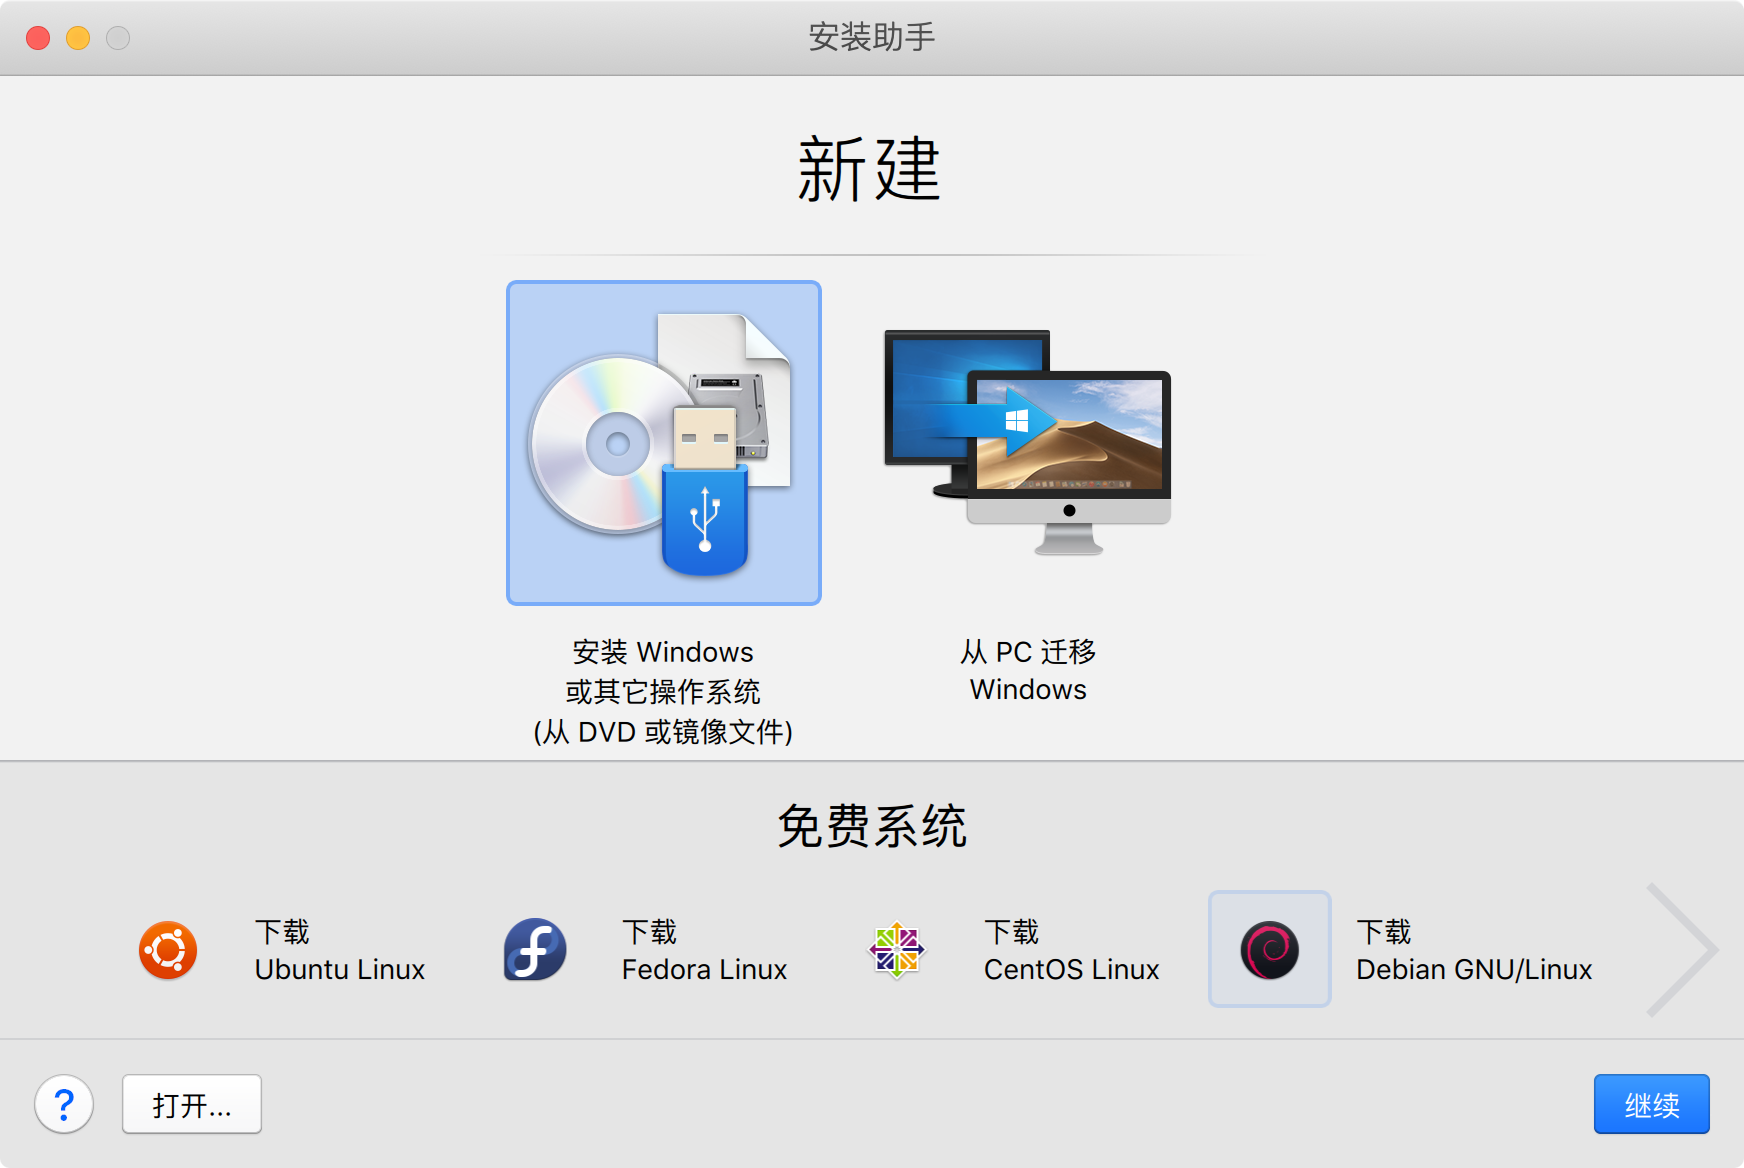 安装助手
新建
安装 Windows
或其它操作系统
(从 DVD 或镜像文件)
从 PC 迁移
Windows
免费系统
下载
Ubuntu Linux
下载
Fedora Linux
下载
CentOS Linux
下载
Debian GNU/Linux
?
打开...
继续